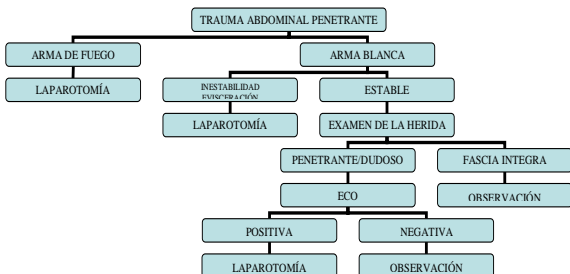 TRAUMA ABDOMINAL PENETRANTE
ARMA DE FUEGO
ARMA BLANCA
LAPAROTOMÍA
INESTABILIDAD
EVISCERACIÓN
ESTABLE
LAPAROTOMÍA
EXAMEN DE LA HERIDA
PENETRANTE/DUDOSO
FASCIA INTEGRA
ECO
OBSERVACIÓN
POSITIVA
NEGATIVA
LAPAROTOMÍA
OBSERVACIÓN